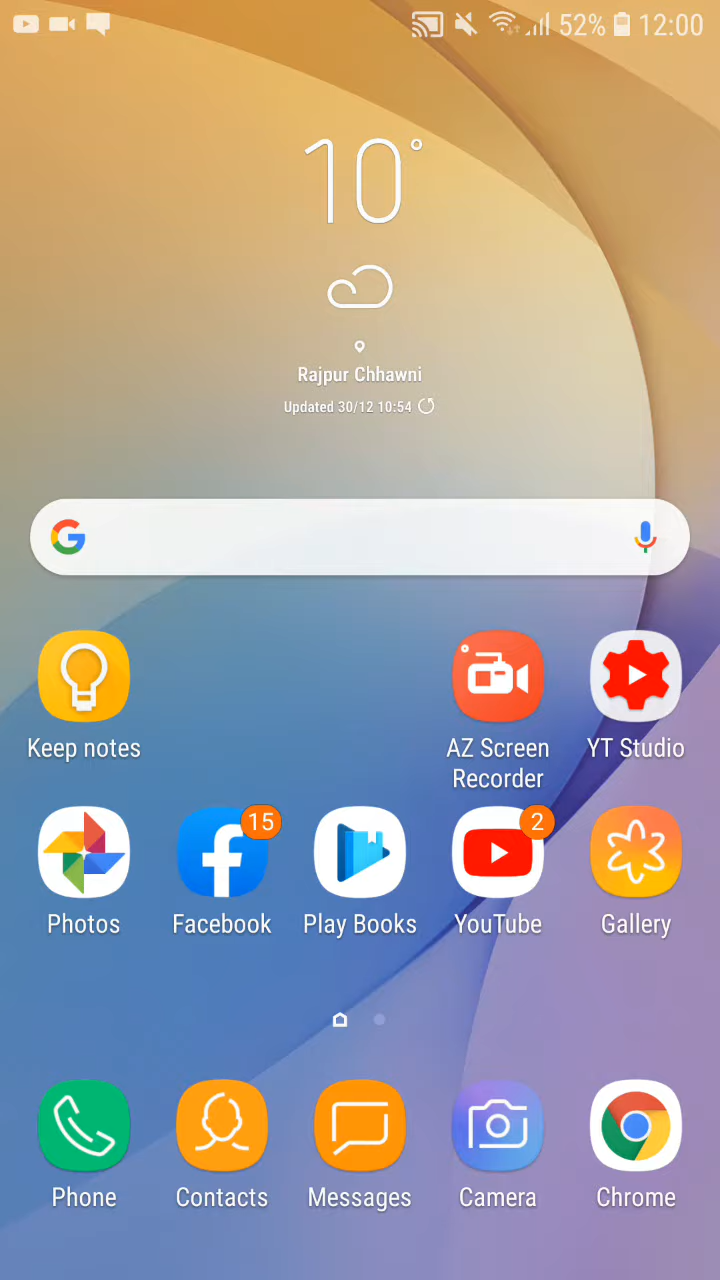 52% 12:00
10°
Rajpur Chhawni
Updated 30/12 10:54
G
Keep notes
AZ Screen
Recorder
YT Studio
15
2
Photos
Facebook
Play Books
YouTube
Gallery
Phone
Contacts
Messages
Camera
Chrome